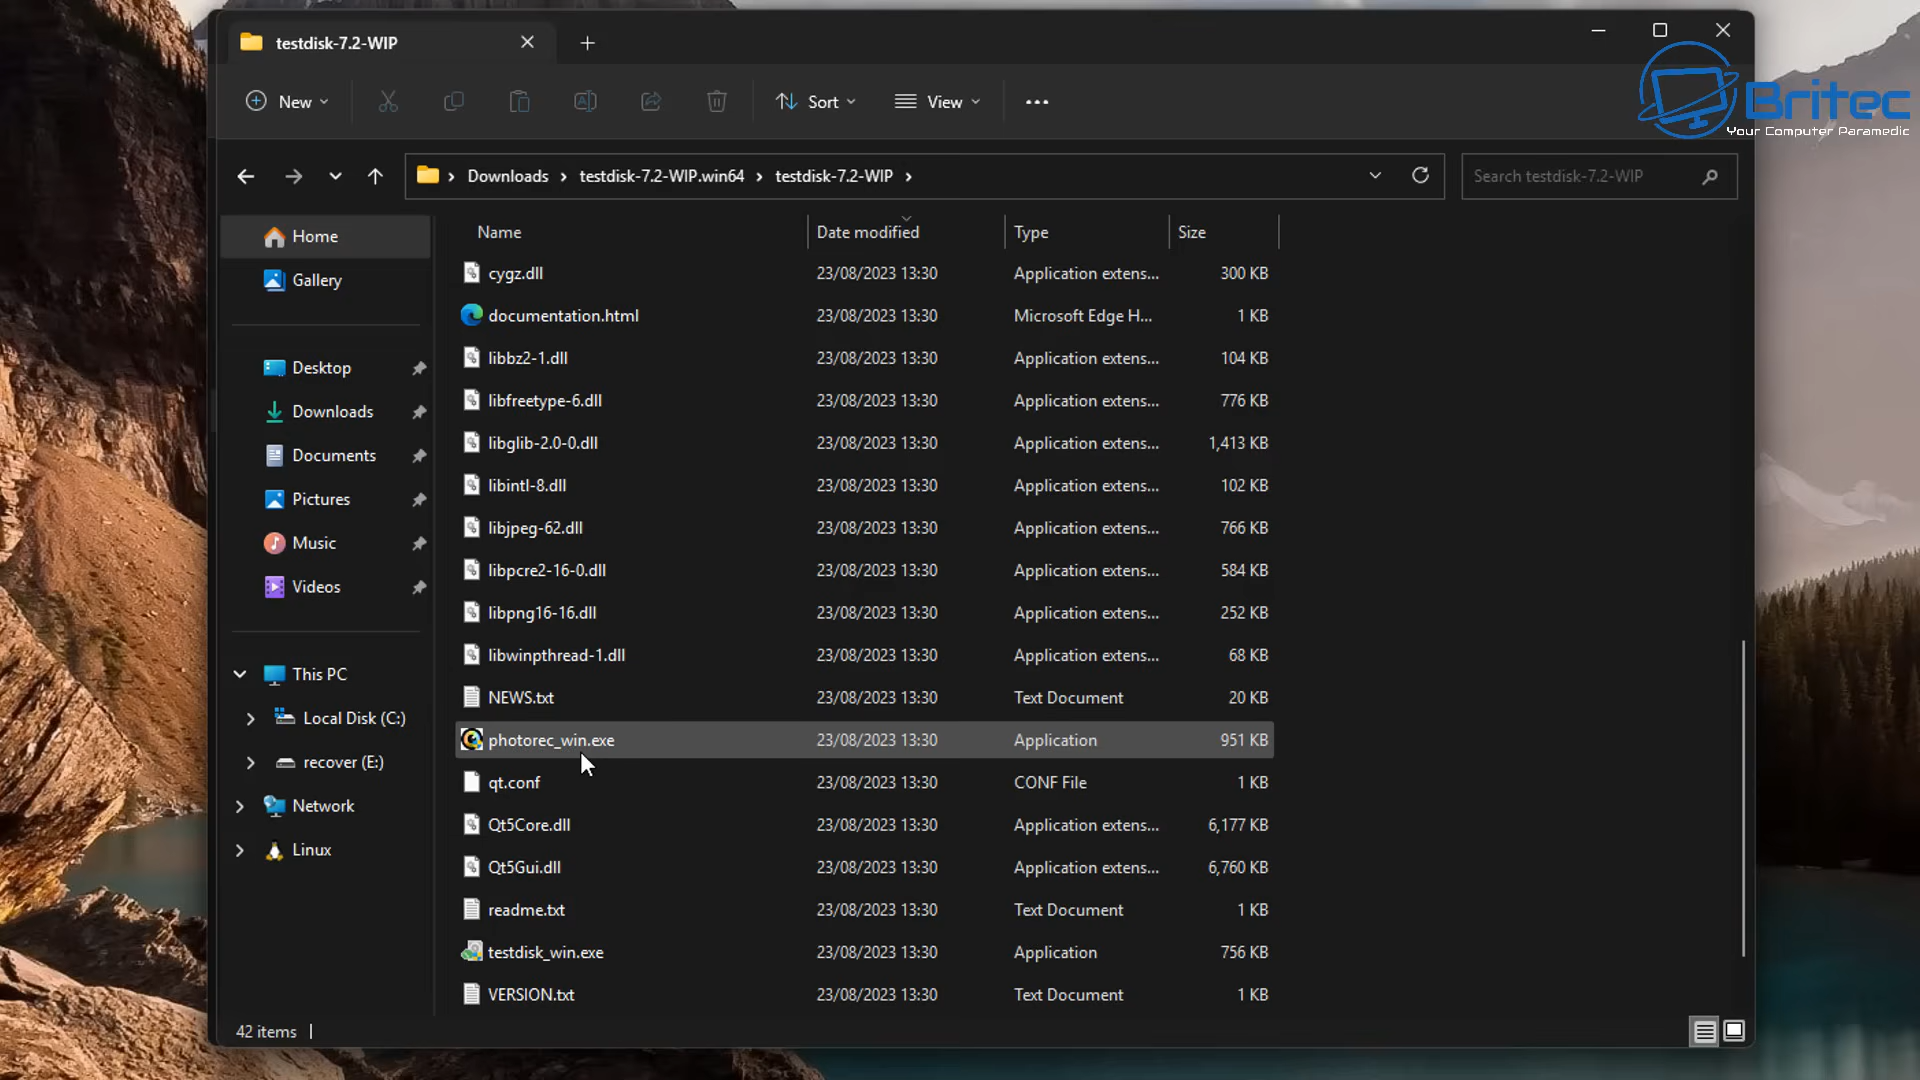 testdisk-7.2-WIP
New
Sort
View
Britec
Your Computer Paramedic
Downloads > testdisk-7.2-WIP.win64 > testdisk-7.2-WIP >
Search testdisk-7.2-WIP
Home
Gallery
Desktop
Downloads
Documents
Pictures
Music
Videos
This PC
Local Disk (C:)
recover (E:)
Network
Linux
Name Date modified Type Size
cygz.dll 23/08/2023 13:30 Application extens... 300 KB
documentation.html 23/08/2023 13:30 Microsoft Edge H... 1 KB
libbz2-1.dll 23/08/2023 13:30 Application extens... 104 KB
libfreetype-6.dll 23/08/2023 13:30 Application extens... 776 KB
libglib-2.0-0.dll 23/08/2023 13:30 Application extens... 1,413 KB
libintl-8.dll 23/08/2023 13:30 Application extens... 102 KB
libjpeg-62.dll 23/08/2023 13:30 Application extens... 766 KB
libpcre2-16-0.dll 23/08/2023 13:30 Application extens... 584 KB
libpng16-16.dll 23/08/2023 13:30 Application extens... 252 KB
libwinpthread-1.dll 23/08/2023 13:30 Application extens... 68 KB
NEWS.txt 23/08/2023 13:30 Text Document 20 KB
photorec_win.exe 23/08/2023 13:30 Application 951 KB
qt.conf 23/08/2023 13:30 CONF File 1 KB
Qt5Core.dll 23/08/2023 13:30 Application extens... 6,177 KB
Qt5Gui.dll 23/08/2023 13:30 Application extens... 6,760 KB
readme.txt 23/08/2023 13:30 Text Document 1 KB
testdisk_win.exe 23/08/2023 13:30 Application 756 KB
VERSION.txt 23/08/2023 13:30 Text Document 1 KB
42 items